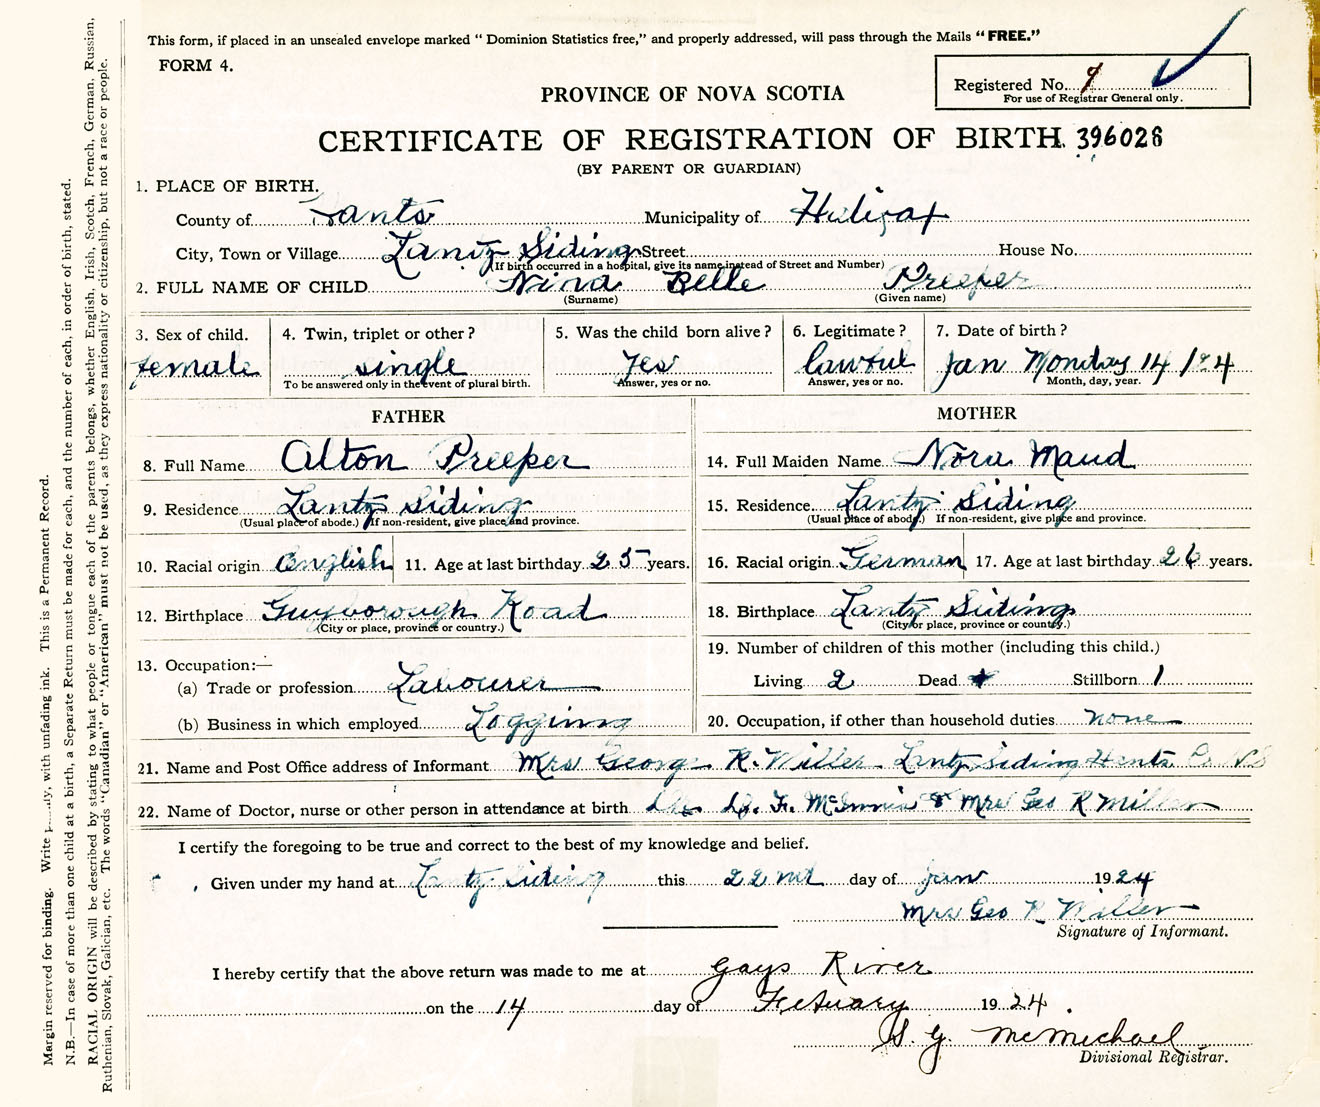 This form, if placed in an unsealed envelope marked “ Dominion Statistics free,” and properly addressed, will pass through the Mails “FREE.”
FORM 4.
Registered No. 9
For use of Registrar General only.
PROVINCE OF NOVA SCOTIA
CERTIFICATE OF REGISTRATION OF BIRTH. 396028
(BY PARENT OR GUARDIAN)
1. PLACE OF BIRTH.
County of Hants Municipality of Halifax
City, Town or Village Lantz Siding Street House No.
(If birth occurred in a hospital, give its name instead of Street and Number)
2. FULL NAME OF CHILD Nina Belle Preeper
(Surname) (Given name)
3. Sex of child. 4. Twin, triplet or other ? 5. Was the child born alive ? 6. Legitimate ? 7. Date of birth ?
female single Yes lawful Jan Monday 14
To be answered only in the event of plural birth. Answer, yes or no. Answer, yes or no. Month, day, year.
FATHER MOTHER
8. Full Name Alton Preeper 14. Full Maiden Name Nora Maud
9. Residence Lantz Siding 15. Residence Lantz Siding
(Usual place of abode.) If non-resident, give place and province. (Usual place of abode.) If non-resident, give place and province.
10. Racial origin English 11. Age at last birthday 25 years. 16. Racial origin German 17. Age at last birthday 26 years.
12. Birthplace Guyborough Road 18. Birthplace Lantz Siding
(City or place, province or country.) (City or place, province or country.)
13. Occupation:— 19. Number of children of this mother (including this child.)
(a) Trade or profession Labourer Living 2 Dead Stillborn 1
(b) Business in which employed Logging 20. Occupation, if other than household duties none
21. Name and Post Office address of Informant Mrs George R. Miller Lantz Siding Hants Co N.S
22. Name of Doctor, nurse or other person in attendance at birth F. McInnis & Mrs Geo R Miller
I certify the foregoing to be true and correct to the best of my knowledge and belief.
Given under my hand at Lantz Siding this 22nd day of Jan 1924
Mrs Geo R Miller
Signature of Informant.
I hereby certify that the above return was made to me at Gays River
on the 14 day of Febuary 1924.
S. G. McMichael
Divisional Registrar.
Margin reserved for binding. Write with unfading ink. This is a Permanent Record.
N.B.—In case of more than one child at a birth, a Separate Return must be made for each, and the number of each, in order of birth, stated.
RACIAL ORIGIN will be described by stating to what people or tongue each of the parents belongs, whether English, Irish, Scotch, French, German, Russian,
Ruthenian, Slovak, Galician, etc. The words “Canadian” or “American” must not be used, as they express nationality or citizenship, but not a race or people.